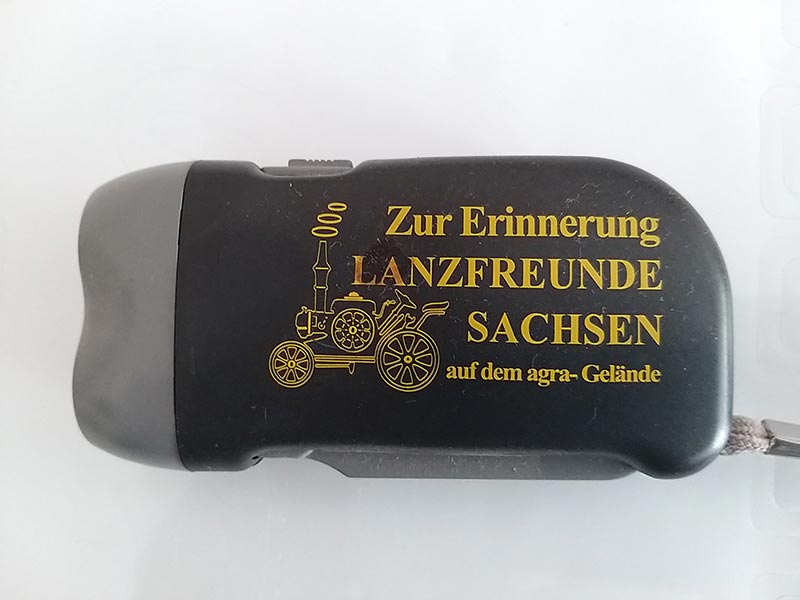 Zur Erinnerung
LANZFREUNDE
SACHSEN
auf dem agra- Gelände